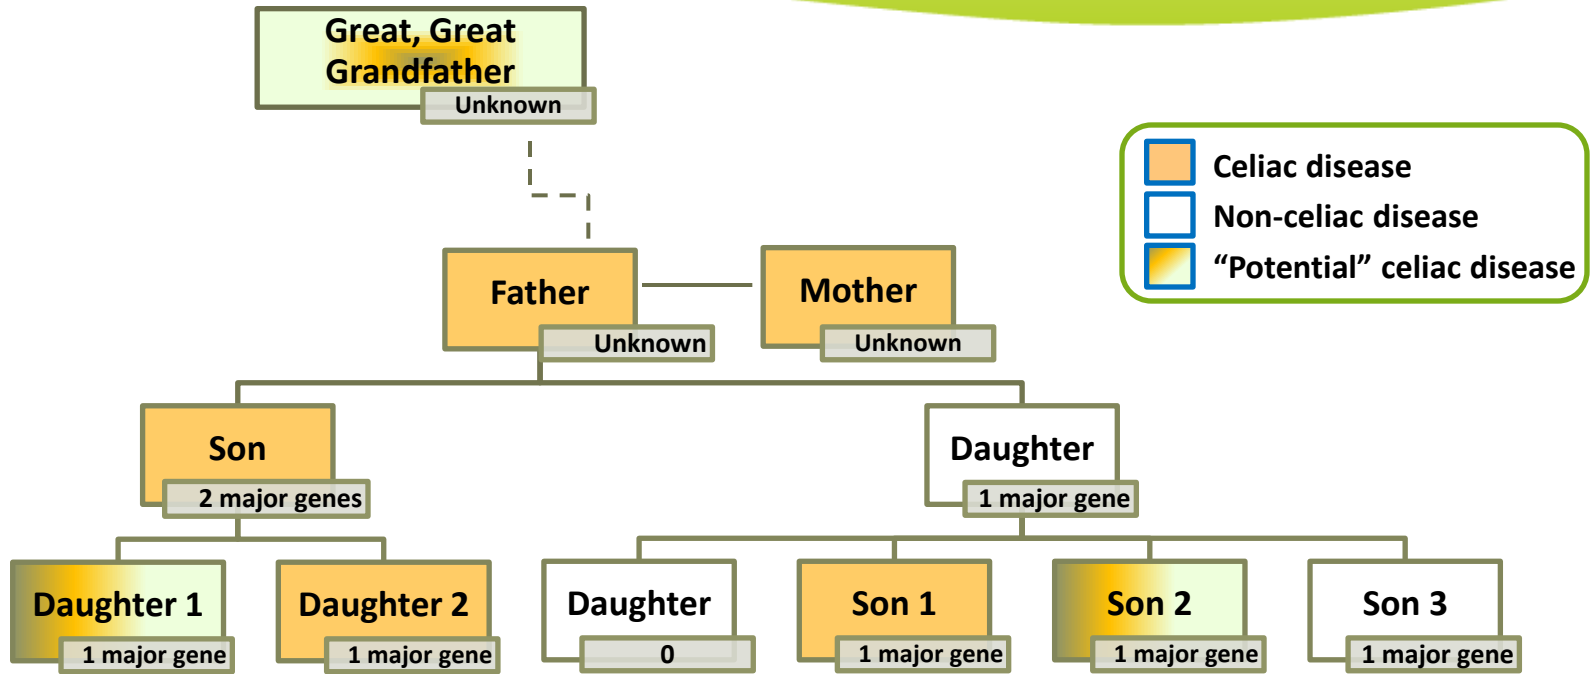 Great, Great
Grandfather
Unknown
Celiac disease
Non-celiac disease
“Potential” celiac disease
Father
Unknown
Mother
Unknown
Son
2 major genes
Daughter
1 major gene
Daughter 1
1 major gene
Daughter 2
1 major gene
Daughter
0
Son 1
1 major gene
Son 2
1 major gene
Son 3
1 major gene